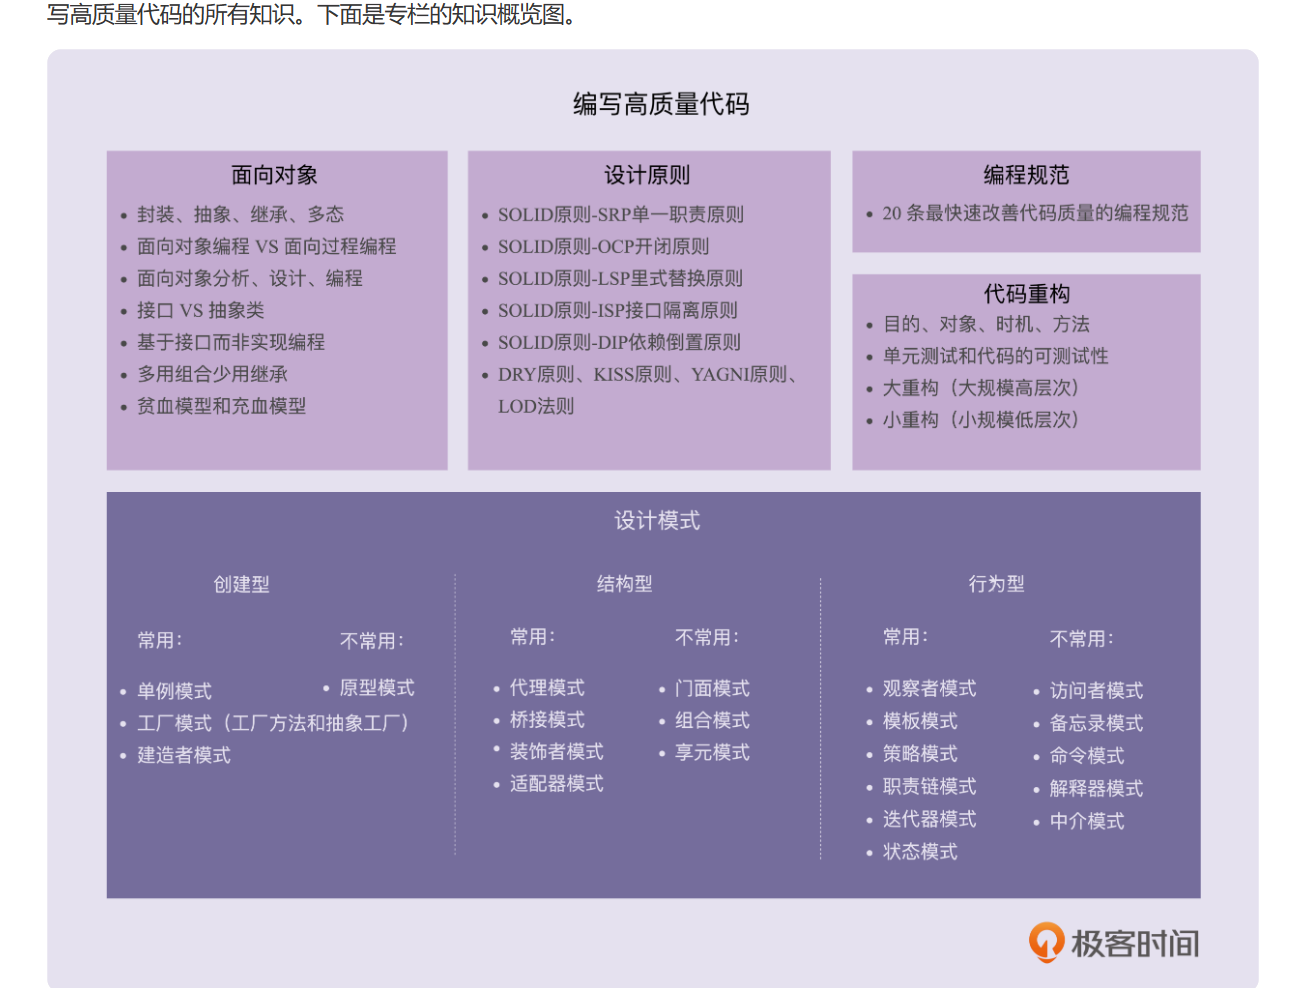 写高质量代码的所有知识。下面是专栏的知识概览图。
编写高质量代码
面向对象
• 封装、抽象、继承、多态
• 面向对象编程 VS 面向过程编程
• 面向对象分析、设计、编程
• 接口 VS 抽象类
• 基于接口而非实现编程
• 多用组合少用继承
• 贫血模型和充血模型
设计原则
• SOLID原则-SRP单一职责原则
• SOLID原则-OCP开闭原则
• SOLID原则-LSP里式替换原则
• SOLID原则-ISP接口隔离原则
• SOLID原则-DIP依赖倒置原则
• DRY原则、KISS原则、YAGNI原则、
LOD法则
编程规范
• 20 条最快速改善代码质量的编程规范
代码重构
• 目的、对象、时机、方法
• 单元测试和代码的可测试性
• 大重构（大规模高层次）
• 小重构（小规模低层次）
设计模式
创建型
常用：
• 单例模式
• 工厂模式（工厂方法和抽象工厂）
• 建造者模式
不常用：
• 原型模式
结构型
常用：
• 代理模式
• 桥接模式
• 装饰者模式
• 适配器模式
不常用：
• 门面模式
• 组合模式
• 享元模式
行为型
常用：
• 观察者模式
• 模板模式
• 策略模式
• 职责链模式
• 迭代器模式
• 状态模式
不常用：
• 访问者模式
• 备忘录模式
• 命令模式
• 解释器模式
• 中介模式
极客时间